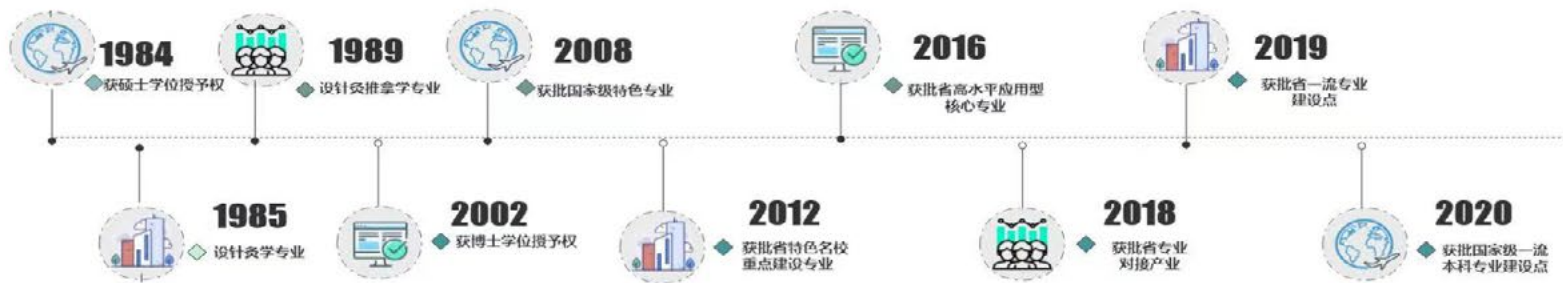 1984
获硕士学位授予权
1985
设针灸学专业
1989
设针灸推拿学专业
2002
获博士学位授予权
2008
获批国家级特色专业
2012
获批省特色名校
重点建设专业
2016
获批省高水平应用型
核心专业
2018
获批省专业
对接产业
2019
获批省一流专业
建设点
2020
获批国家级一流
本科专业建设点